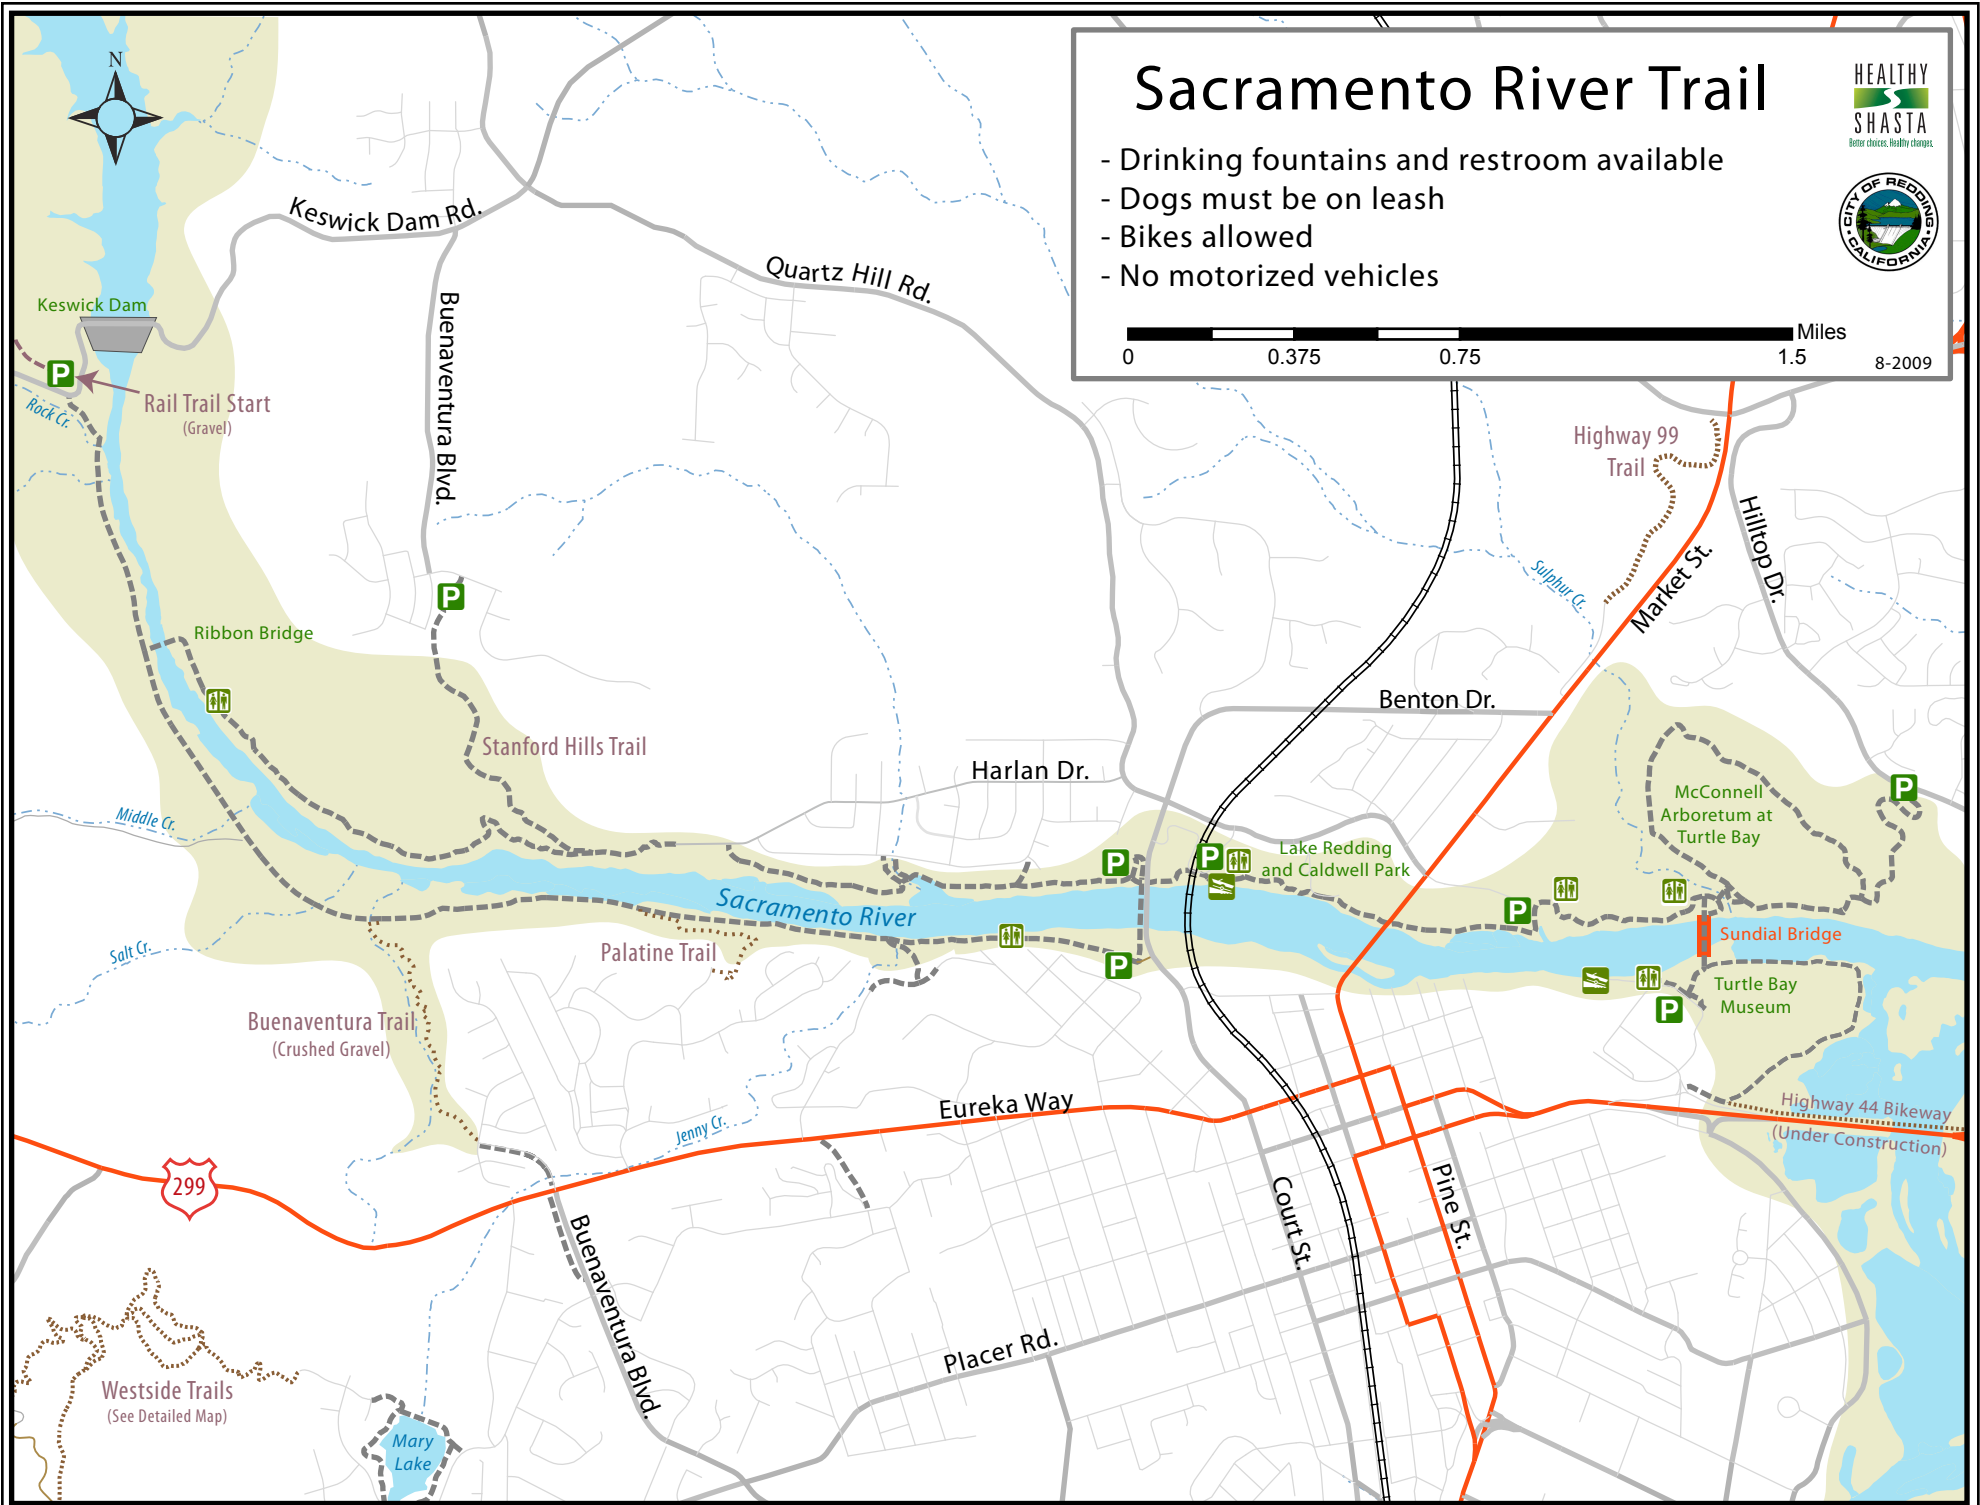 Sacramento River Trail
- Drinking fountains and restroom available
- Dogs must be on leash
- Bikes allowed
- No motorized vehicles
Miles
0
0.375
0.75
1.5
8-2009
HEALTHY
SHASTA
Better choices. Healthy changes.
CITY OF REDDING
CALIFORNIA
N
Keswick Dam Rd.
Quartz Hill Rd.
Keswick Dam
Buenaventura Blvd.
P
Rail Trail Start
(Gravel)
Rock Cr.
Highway 99
Trail
Hilltop Dr.
Market St.
Sulphur Cr.
P
Ribbon Bridge
Benton Dr.
Stanford Hills Trail
Harlan Dr.
McConnell
Arboretum at
Turtle Bay
P
Middle Cr.
P
P
Lake Redding
and Caldwell Park
Sacramento River
P
Sundial Bridge
Palatine Trail
Salt Cr.
P
Turtle Bay
Museum
P
Buenaventura Trail
(Crushed Gravel)
Eureka Way
Jenny Cr.
Highway 44 Bikeway
(Under Construction)
299
Court St.
Pine St.
Buenaventura Blvd.
Placer Rd.
Westside Trails
(See Detailed Map)
Mary
Lake